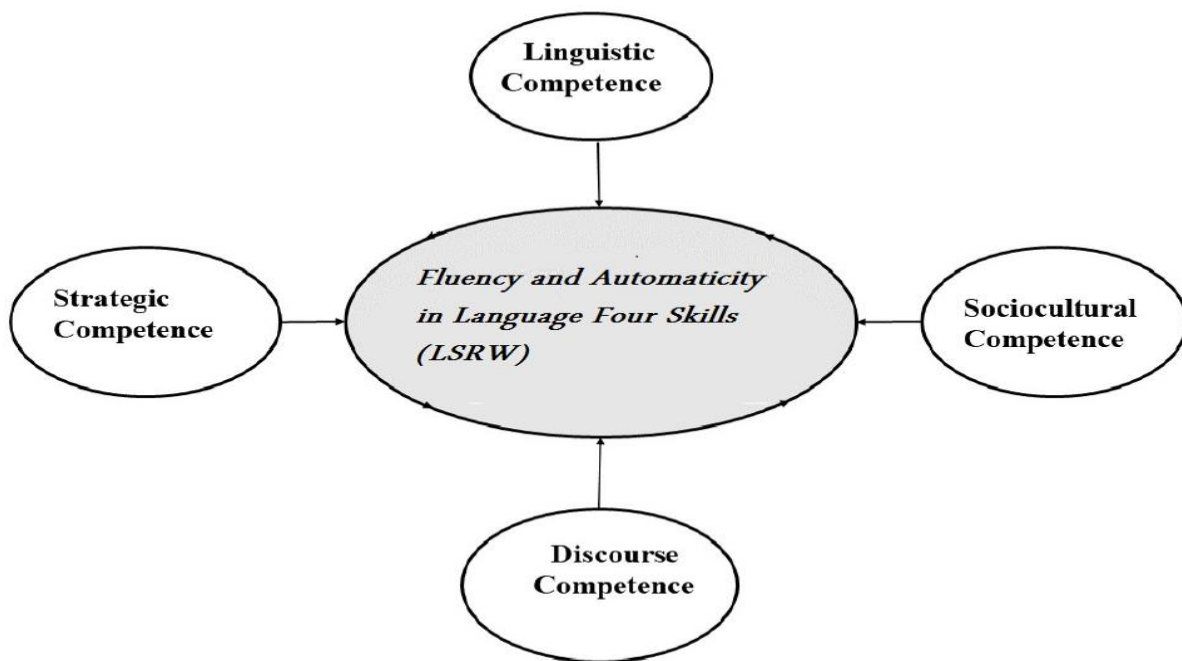 Linguistic
Competence
Strategic
Competence
Fluency and Automaticity
in Language Four Skills
(LSRW)
Sociocultural
Competence
Discourse
Competence